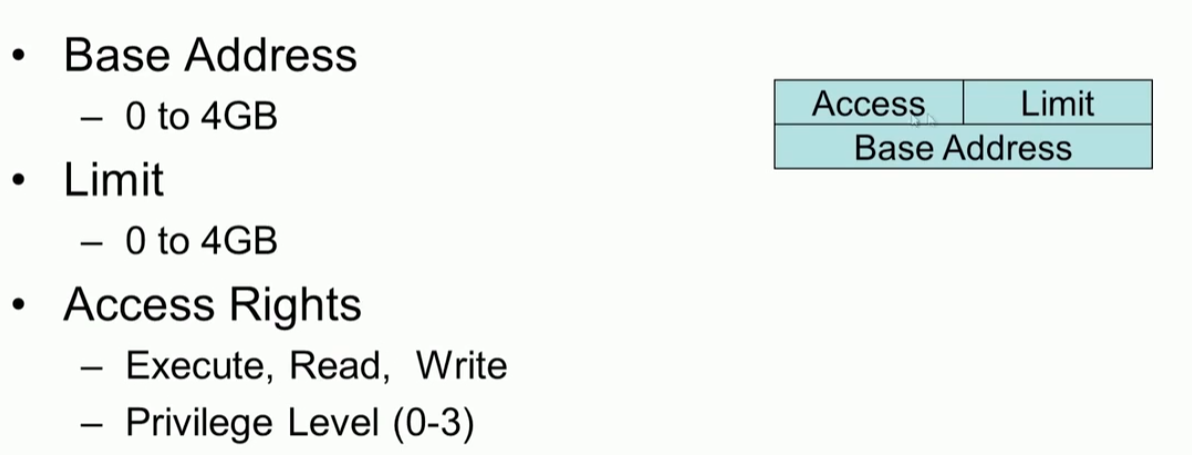 • Base Address
– 0 to 4GB
• Limit
– 0 to 4GB
• Access Rights
– Execute, Read, Write
– Privilege Level (0-3)
Access Limit
Base Address